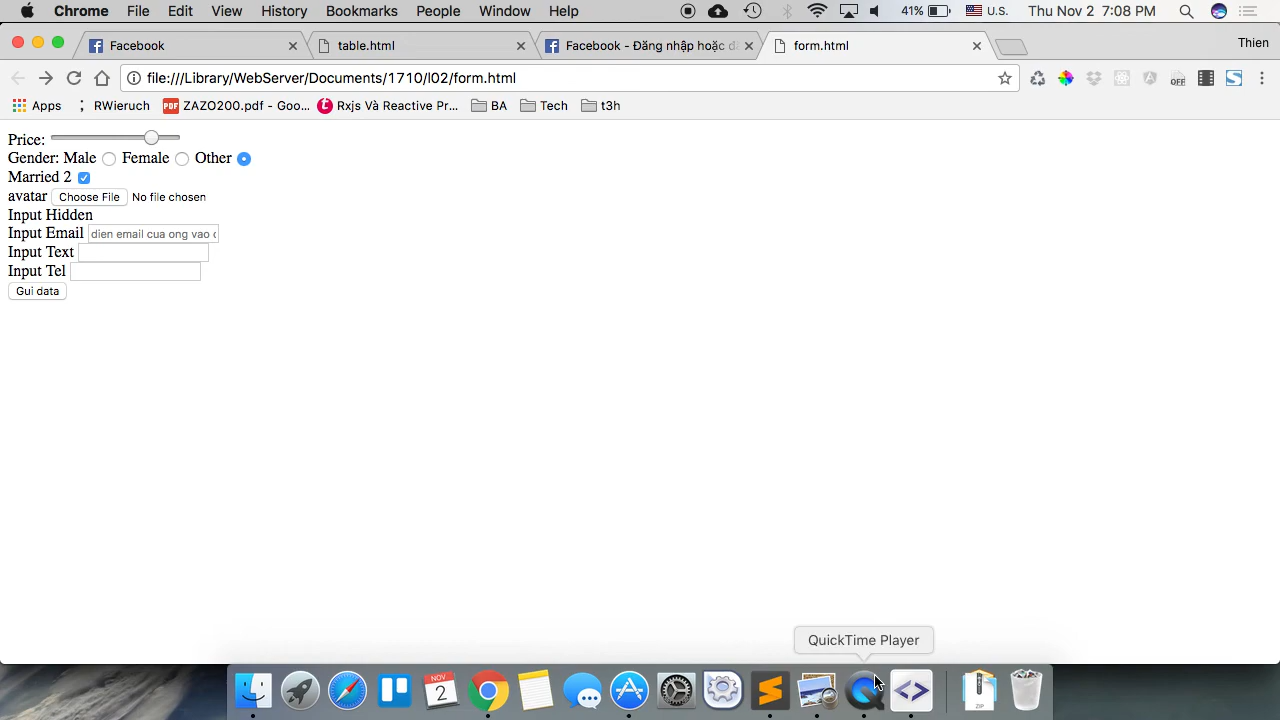 Chrome File Edit View History Bookmarks People Window Help 41% U.S. Thu Nov 2 7:08 PM
Facebook table.html Facebook - Đăng nhập hoặc đ form.html Thien
file:///Library/WebServer/Documents/1710/l02/form.html OFF
Apps RWieruch PDF ZAZO200.pdf - Goo... t Rxjs Và Reactive Pr... BA Tech t3h
Price:
Gender: Male Female Other
Married 2
avatar Choose File No file chosen
Input Hidden
Input Email dien email cua ong vao
Input Text
Input Tel
Gui data
QuickTime Player
NOV
2
ZIP